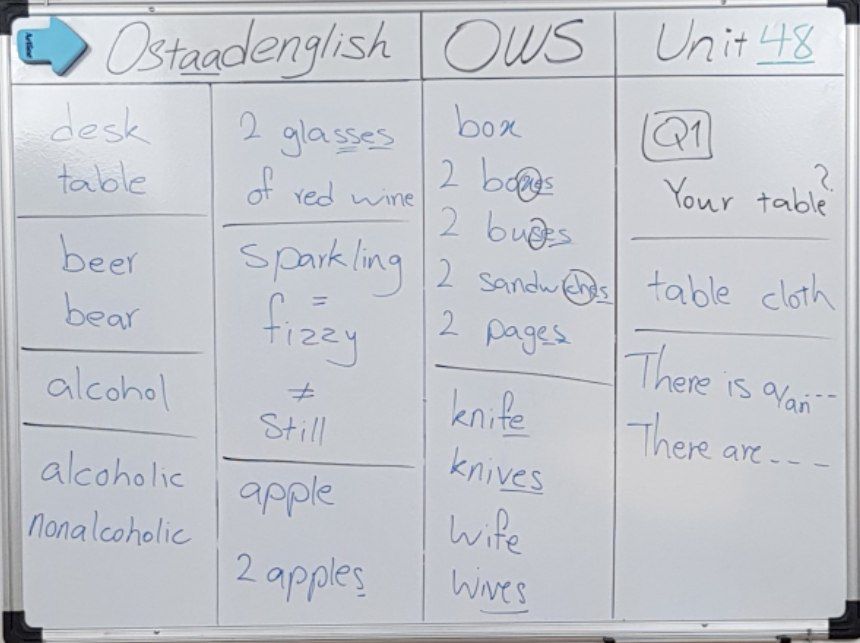 Ostaadenglish
OWS
Unit 48
desk
table
beer
bear
alcohol
alcoholic
nonalcoholic
2 glasses
of red wine
Sparkling
=
fizzy
≠
Still
apple
2 apples
box
2 boxes
2 buses
2 sandwiches
2 pages
knife
knives
wife
wives
Q1
Your table?
table cloth
There is a/an...
There are ---